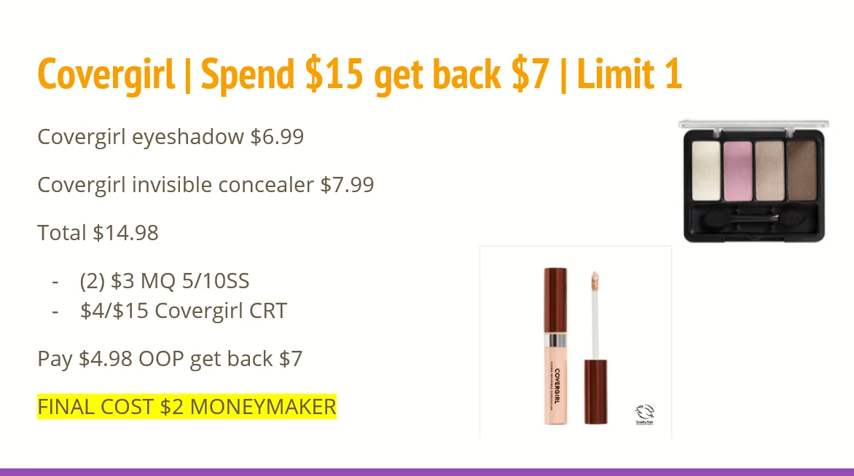 Covergirl | Spend $15 get back $7 | Limit 1
Covergirl eyeshadow $6.99
Covergirl invisible concealer $7.99
Total $14.98
- (2) $3 MQ 5/10SS
- $4/$15 Covergirl CRT
Pay $4.98 OOP get back $7
FINAL COST $2 MONEYMAKER
COVERGIRL